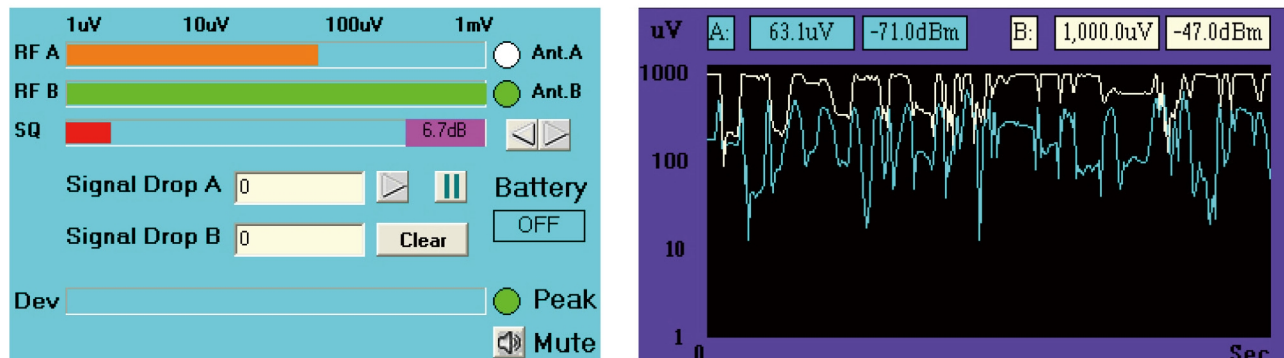 1uV 10uV 100uV 1mV
RF A Ant.A
RF B Ant.B
SQ 6.7dB
Signal Drop A 0
Battery
OFF
Signal Drop B 0 Clear
Dev Peak
Mute
uV A: 63.1uV -71.0dBm B: 1,000.0uV -47.0dBm
1000
100
10
1
0 Sec